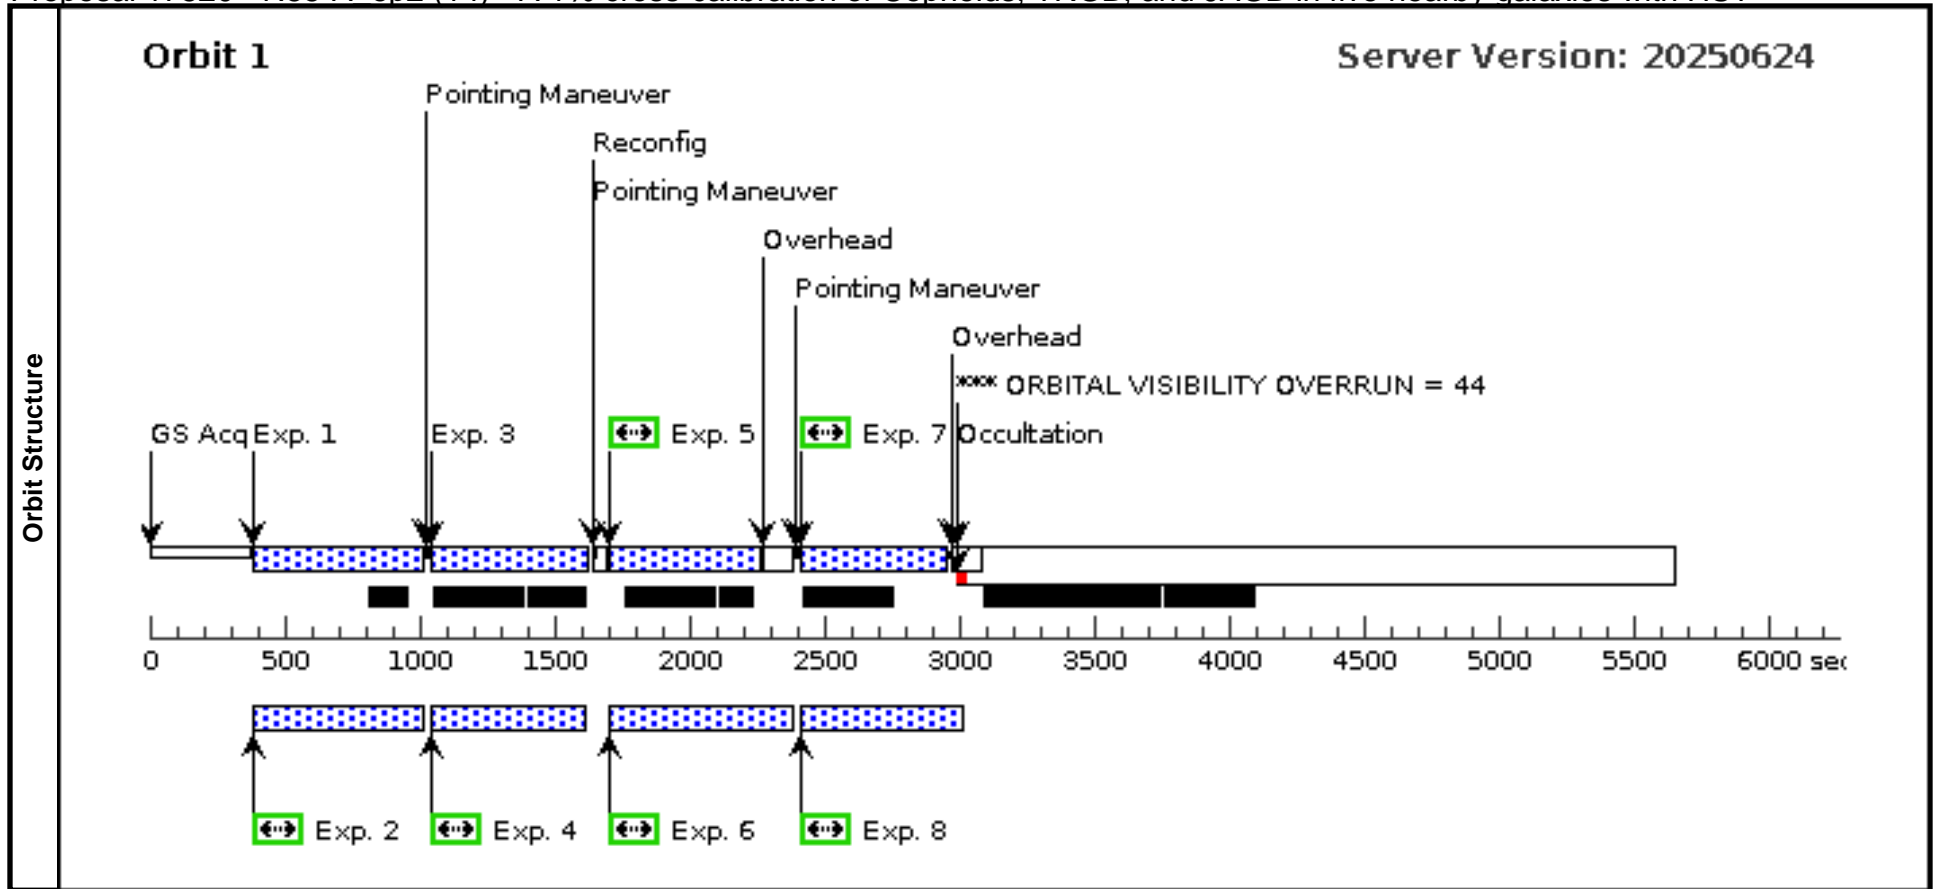 Orbit 1
Server Version: 20250624
Pointing Maneuver
Reconfig
Pointing Maneuver
Overhead
Pointing Maneuver
Overhead
*** ORBITAL VISIBILITY OVERRUN = 44
GS Acq Exp. 1 Exp. 3 Exp. 5 Exp. 7 Occultation
Orbit Structure
0 500 1000 1500 2000 2500 3000 3500 4000 4500 5000 5500 6000 sec
Exp. 2 Exp. 4 Exp. 6 Exp. 8